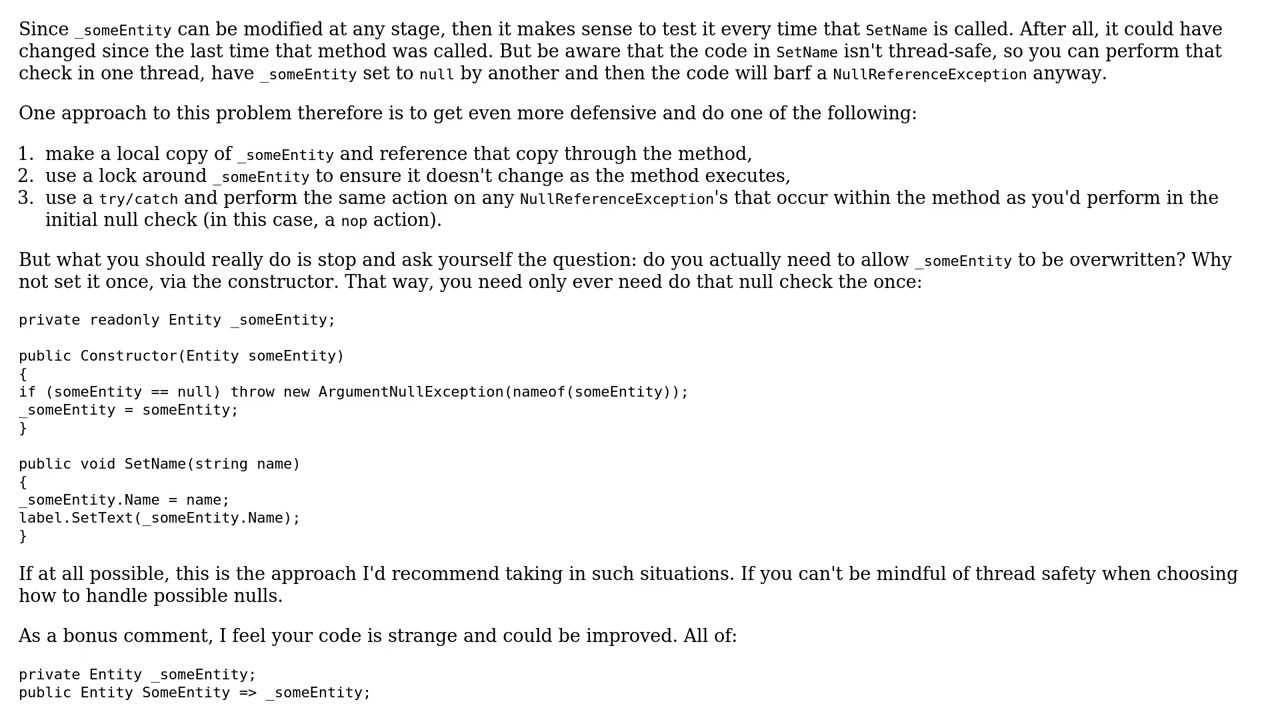 Since _someEntity can be modified at any stage, then it makes sense to test it every time that SetName is called. After all, it could have
changed since the last time that method was called. But be aware that the code in SetName isn't thread-safe, so you can perform that
check in one thread, have _someEntity set to null by another and then the code will barf a NullReferenceException anyway.
One approach to this problem therefore is to get even more defensive and do one of the following:
1. make a local copy of _someEntity and reference that copy through the method,
2. use a lock around _someEntity to ensure it doesn't change as the method executes,
3. use a try/catch and perform the same action on any NullReferenceException's that occur within the method as you'd perform in the
initial null check (in this case, a nop action).
But what you should really do is stop and ask yourself the question: do you actually need to allow _someEntity to be overwritten? Why
not set it once, via the constructor. That way, you need only ever need do that null check the once:
private readonly Entity _someEntity;
public Constructor(Entity someEntity)
{
if (someEntity == null) throw new ArgumentNullException(nameof(someEntity));
_someEntity = someEntity;
}
public void SetName(string name)
{
_someEntity.Name = name;
label.SetText(_someEntity.Name);
}
If at all possible, this is the approach I'd recommend taking in such situations. If you can't be mindful of thread safety when choosing
how to handle possible nulls.
As a bonus comment, I feel your code is strange and could be improved. All of:
private Entity _someEntity;
public Entity SomeEntity => _someEntity;